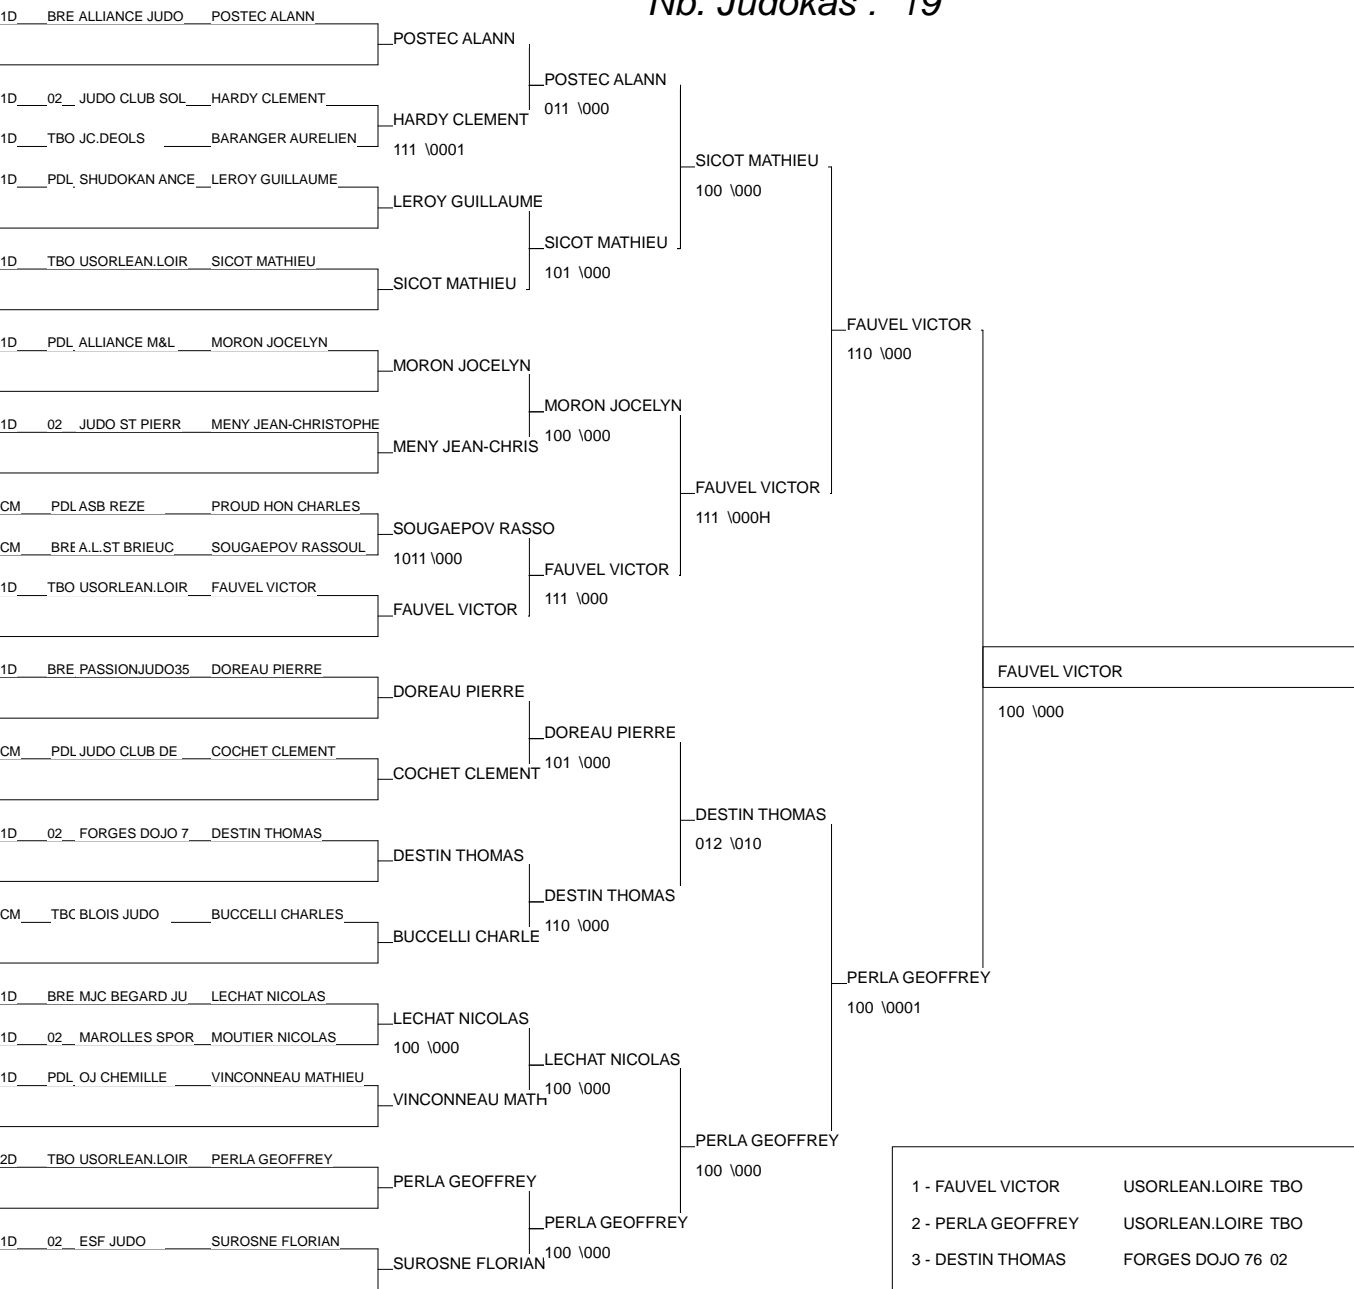 Nb. Judokas : 19
1D BRE ALLIANCE JUDO POSTEC ALANN
POSTEC ALANN
POSTEC ALANN
011 \000
1D 02 JUDO CLUB SOL HARDY CLEMENT
HARDY CLEMENT
111 \0001
1D TBO JC.DEOLS BARANGER AURELIEN
SICOT MATHIEU
100 \000
1D PDL SHUDOKAN ANCE LEROY GUILLAUME
LEROY GUILLAUME
SICOT MATHIEU
101 \000
1D TBO USORLEAN.LOIR SICOT MATHIEU
SICOT MATHIEU
FAUVEL VICTOR
110 \000
1D PDL ALLIANCE M&L MORON JOCELYN
MORON JOCELYN
MORON JOCELYN
100 \000
1D 02 JUDO ST PIERR MENY JEAN-CHRISTOPHE
MENY JEAN-CHRIS
FAUVEL VICTOR
111 \000H
CM PDL ASB REZE PROUD HON CHARLES
SOUGAEPOV RASSO
1011 \000
CM BRE A.L.ST BRIEUC SOUGAEPOV RASSOUL
FAUVEL VICTOR
111 \000
1D TBO USORLEAN.LOIR FAUVEL VICTOR
FAUVEL VICTOR
1D BRE PASSIONJUDO35 DOREAU PIERRE
FAUVEL VICTOR
100 \000
DOREAU PIERRE
DOREAU PIERRE
101 \000
CM PDL JUDO CLUB DE COCHET CLEMENT
COCHET CLEMENT
DESTIN THOMAS
012 \010
1D 02 FORGES DOJO 7 DESTIN THOMAS
DESTIN THOMAS
DESTIN THOMAS
110 \000
CM TBO BLOIS JUDO BUCCELLI CHARLES
BUCCELLI CHARLE
PERLA GEOFFREY
100 \0001
1D BRE MJC BEGARD JU LECHAT NICOLAS
LECHAT NICOLAS
100 \000
1D 02 MAROLLES SPOR MOUTIER NICOLAS
LECHAT NICOLAS
100 \000
1D PDL OJ CHEMILLE VINCONNEAU MATHIEU
VINCONNEAU MATH
PERLA GEOFFREY
100 \000
2D TBO USORLEAN.LOIR PERLA GEOFFREY
PERLA GEOFFREY
PERLA GEOFFREY
100 \000
1D 02 ESF JUDO SUROSNE FLORIAN
SUROSNE FLORIAN
1 - FAUVEL VICTOR USORLEAN.LOIRE TBO
2 - PERLA GEOFFREY USORLEAN.LOIRE TBO
3 - DESTIN THOMAS FORGES DOJO 76 02